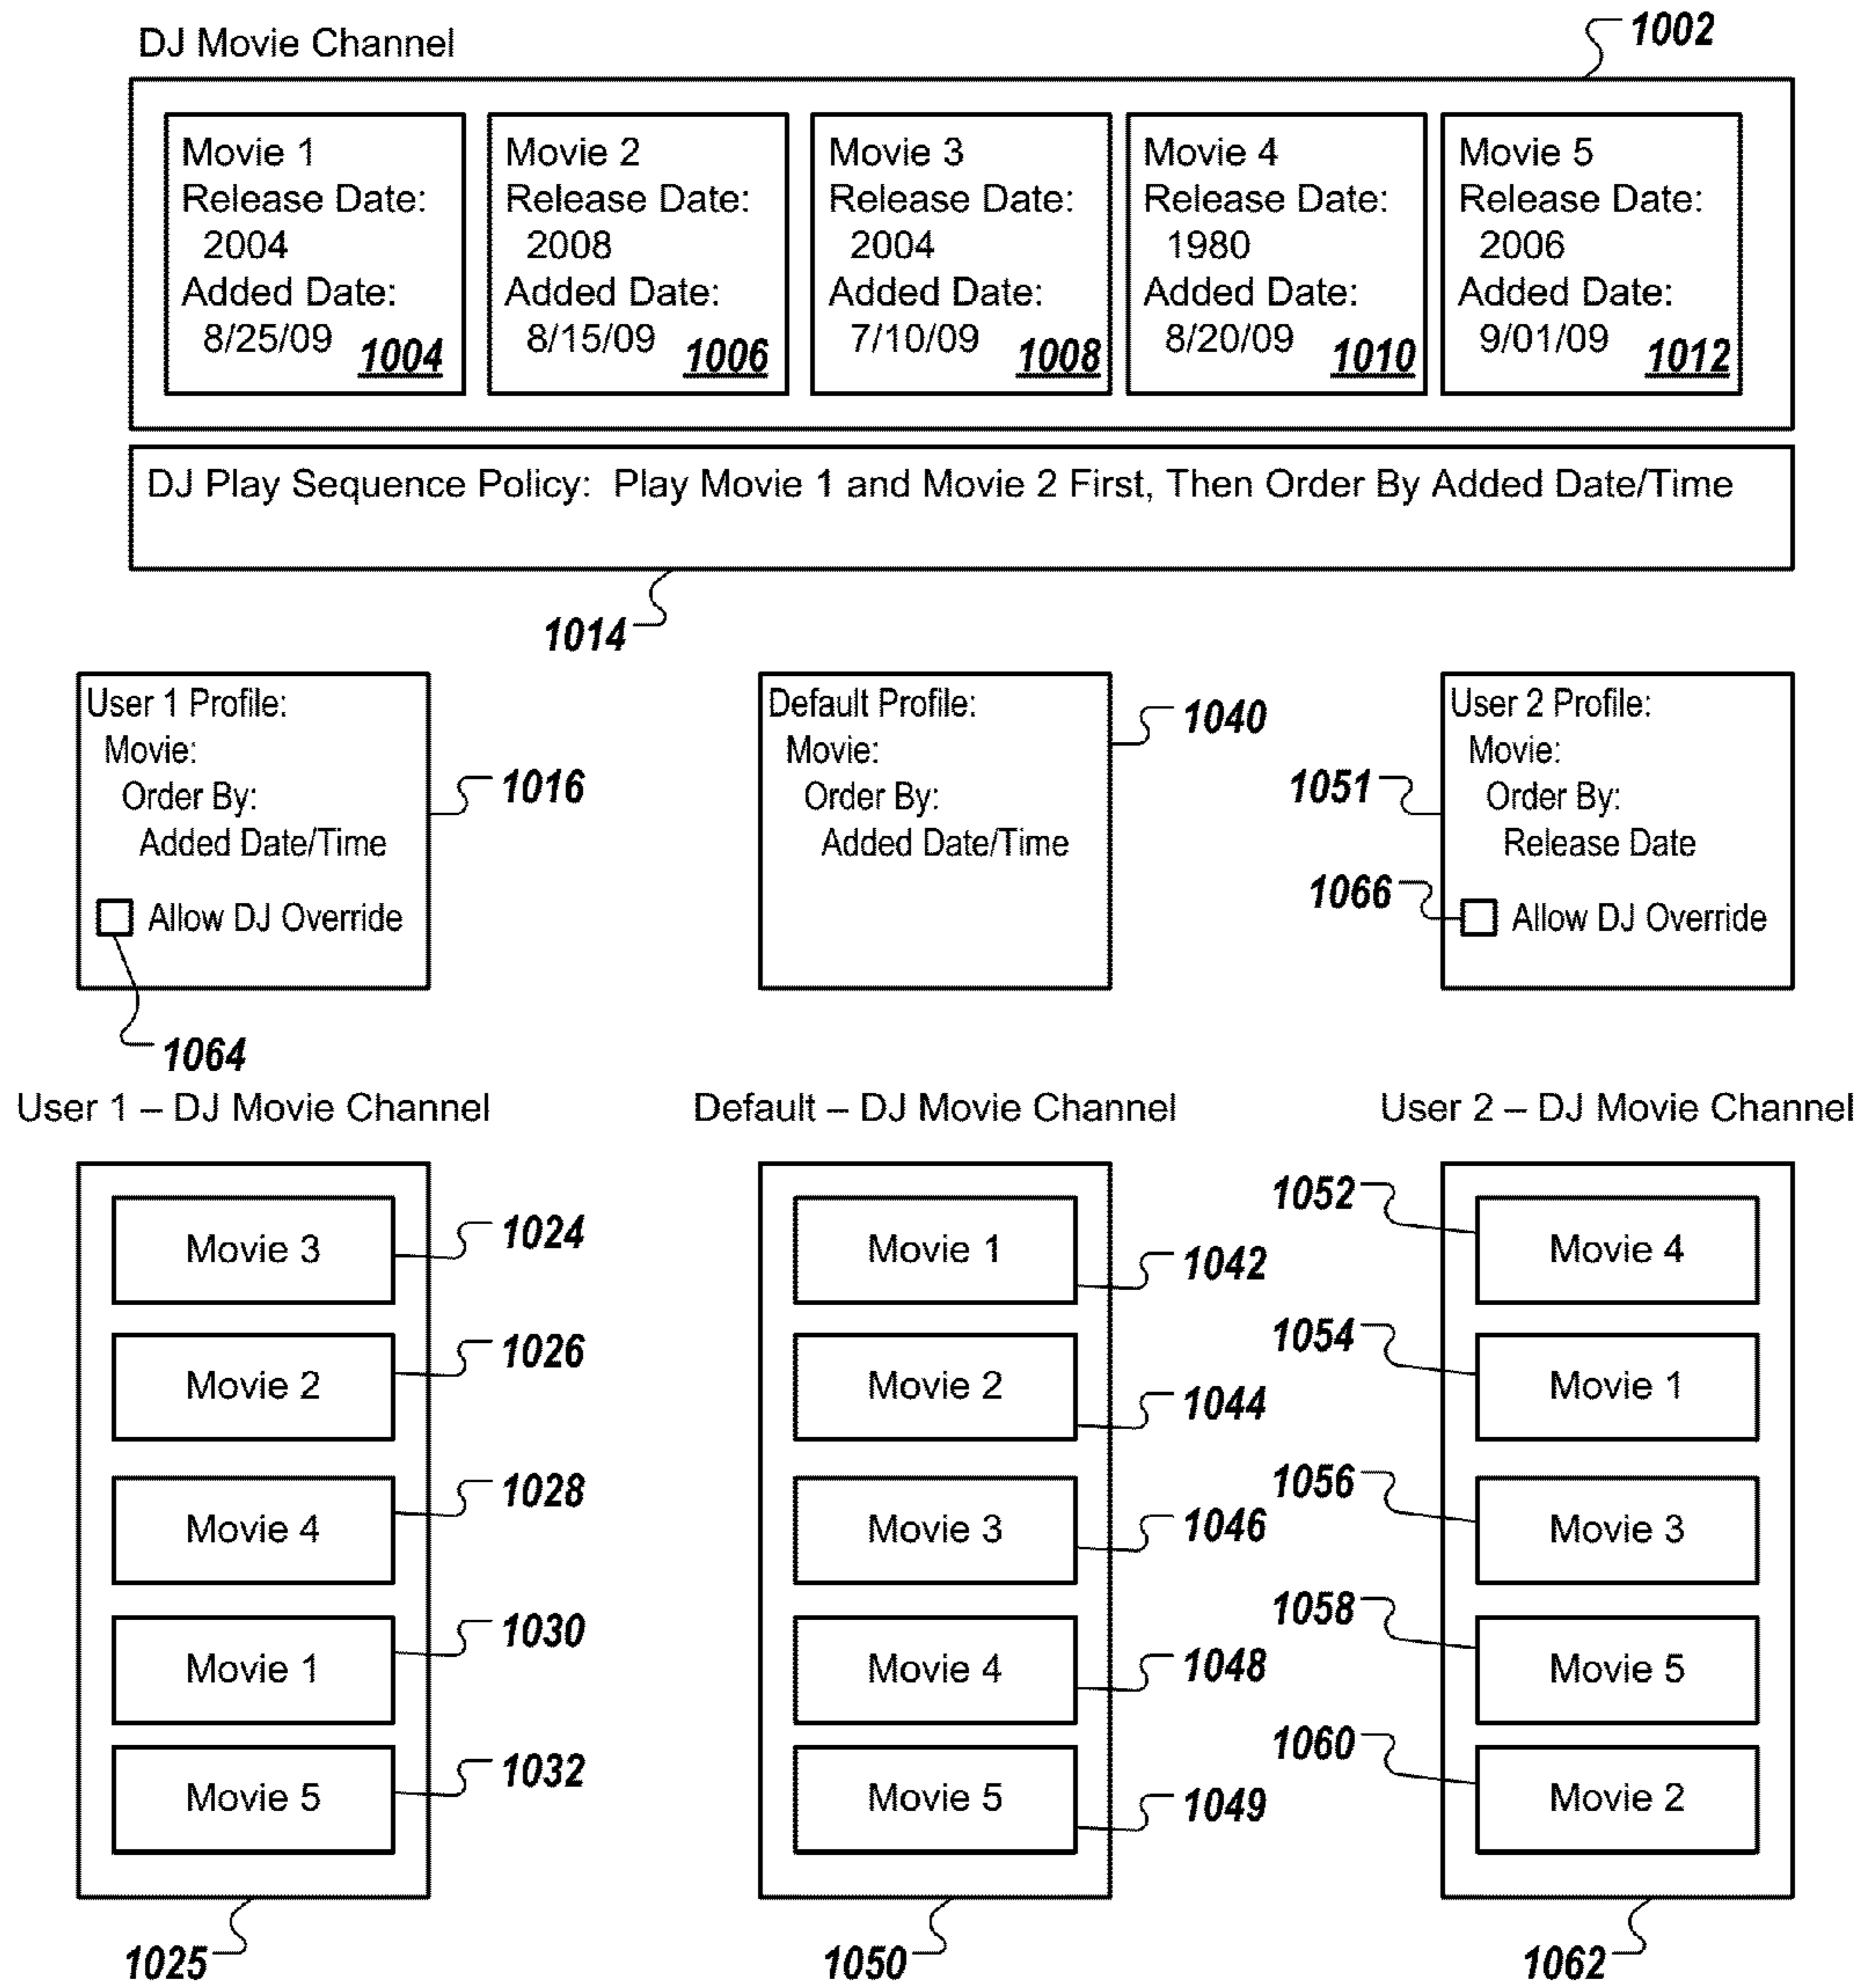 DJ Movie Channel
1002
Movie 1
Release Date:
2004
Added Date:
8/25/09
1004
Movie 2
Release Date:
2008
Added Date:
8/15/09
1006
Movie 3
Release Date:
2004
Added Date:
7/10/09
1008
Movie 4
Release Date:
1980
Added Date:
8/20/09
1010
Movie 5
Release Date:
2006
Added Date:
9/01/09
1012
DJ Play Sequence Policy: Play Movie 1 and Movie 2 First, Then Order By Added Date/Time
1014
User 1 Profile:
Movie:
Order By:
Added Date/Time
Allow DJ Override
1016
1064
Default Profile:
Movie:
Order By:
Added Date/Time
1040
User 2 Profile:
Movie:
Order By:
Release Date
Allow DJ Override
1051
1066
User 1 – DJ Movie Channel
Movie 3
1024
Movie 2
1026
Movie 4
1028
Movie 1
1030
Movie 5
1032
1025
Default – DJ Movie Channel
Movie 1
1042
Movie 2
1044
Movie 3
1046
Movie 4
1048
Movie 5
1049
1050
User 2 – DJ Movie Channel
1052
Movie 4
1054
Movie 1
1056
Movie 3
1058
Movie 5
1060
Movie 2
1062